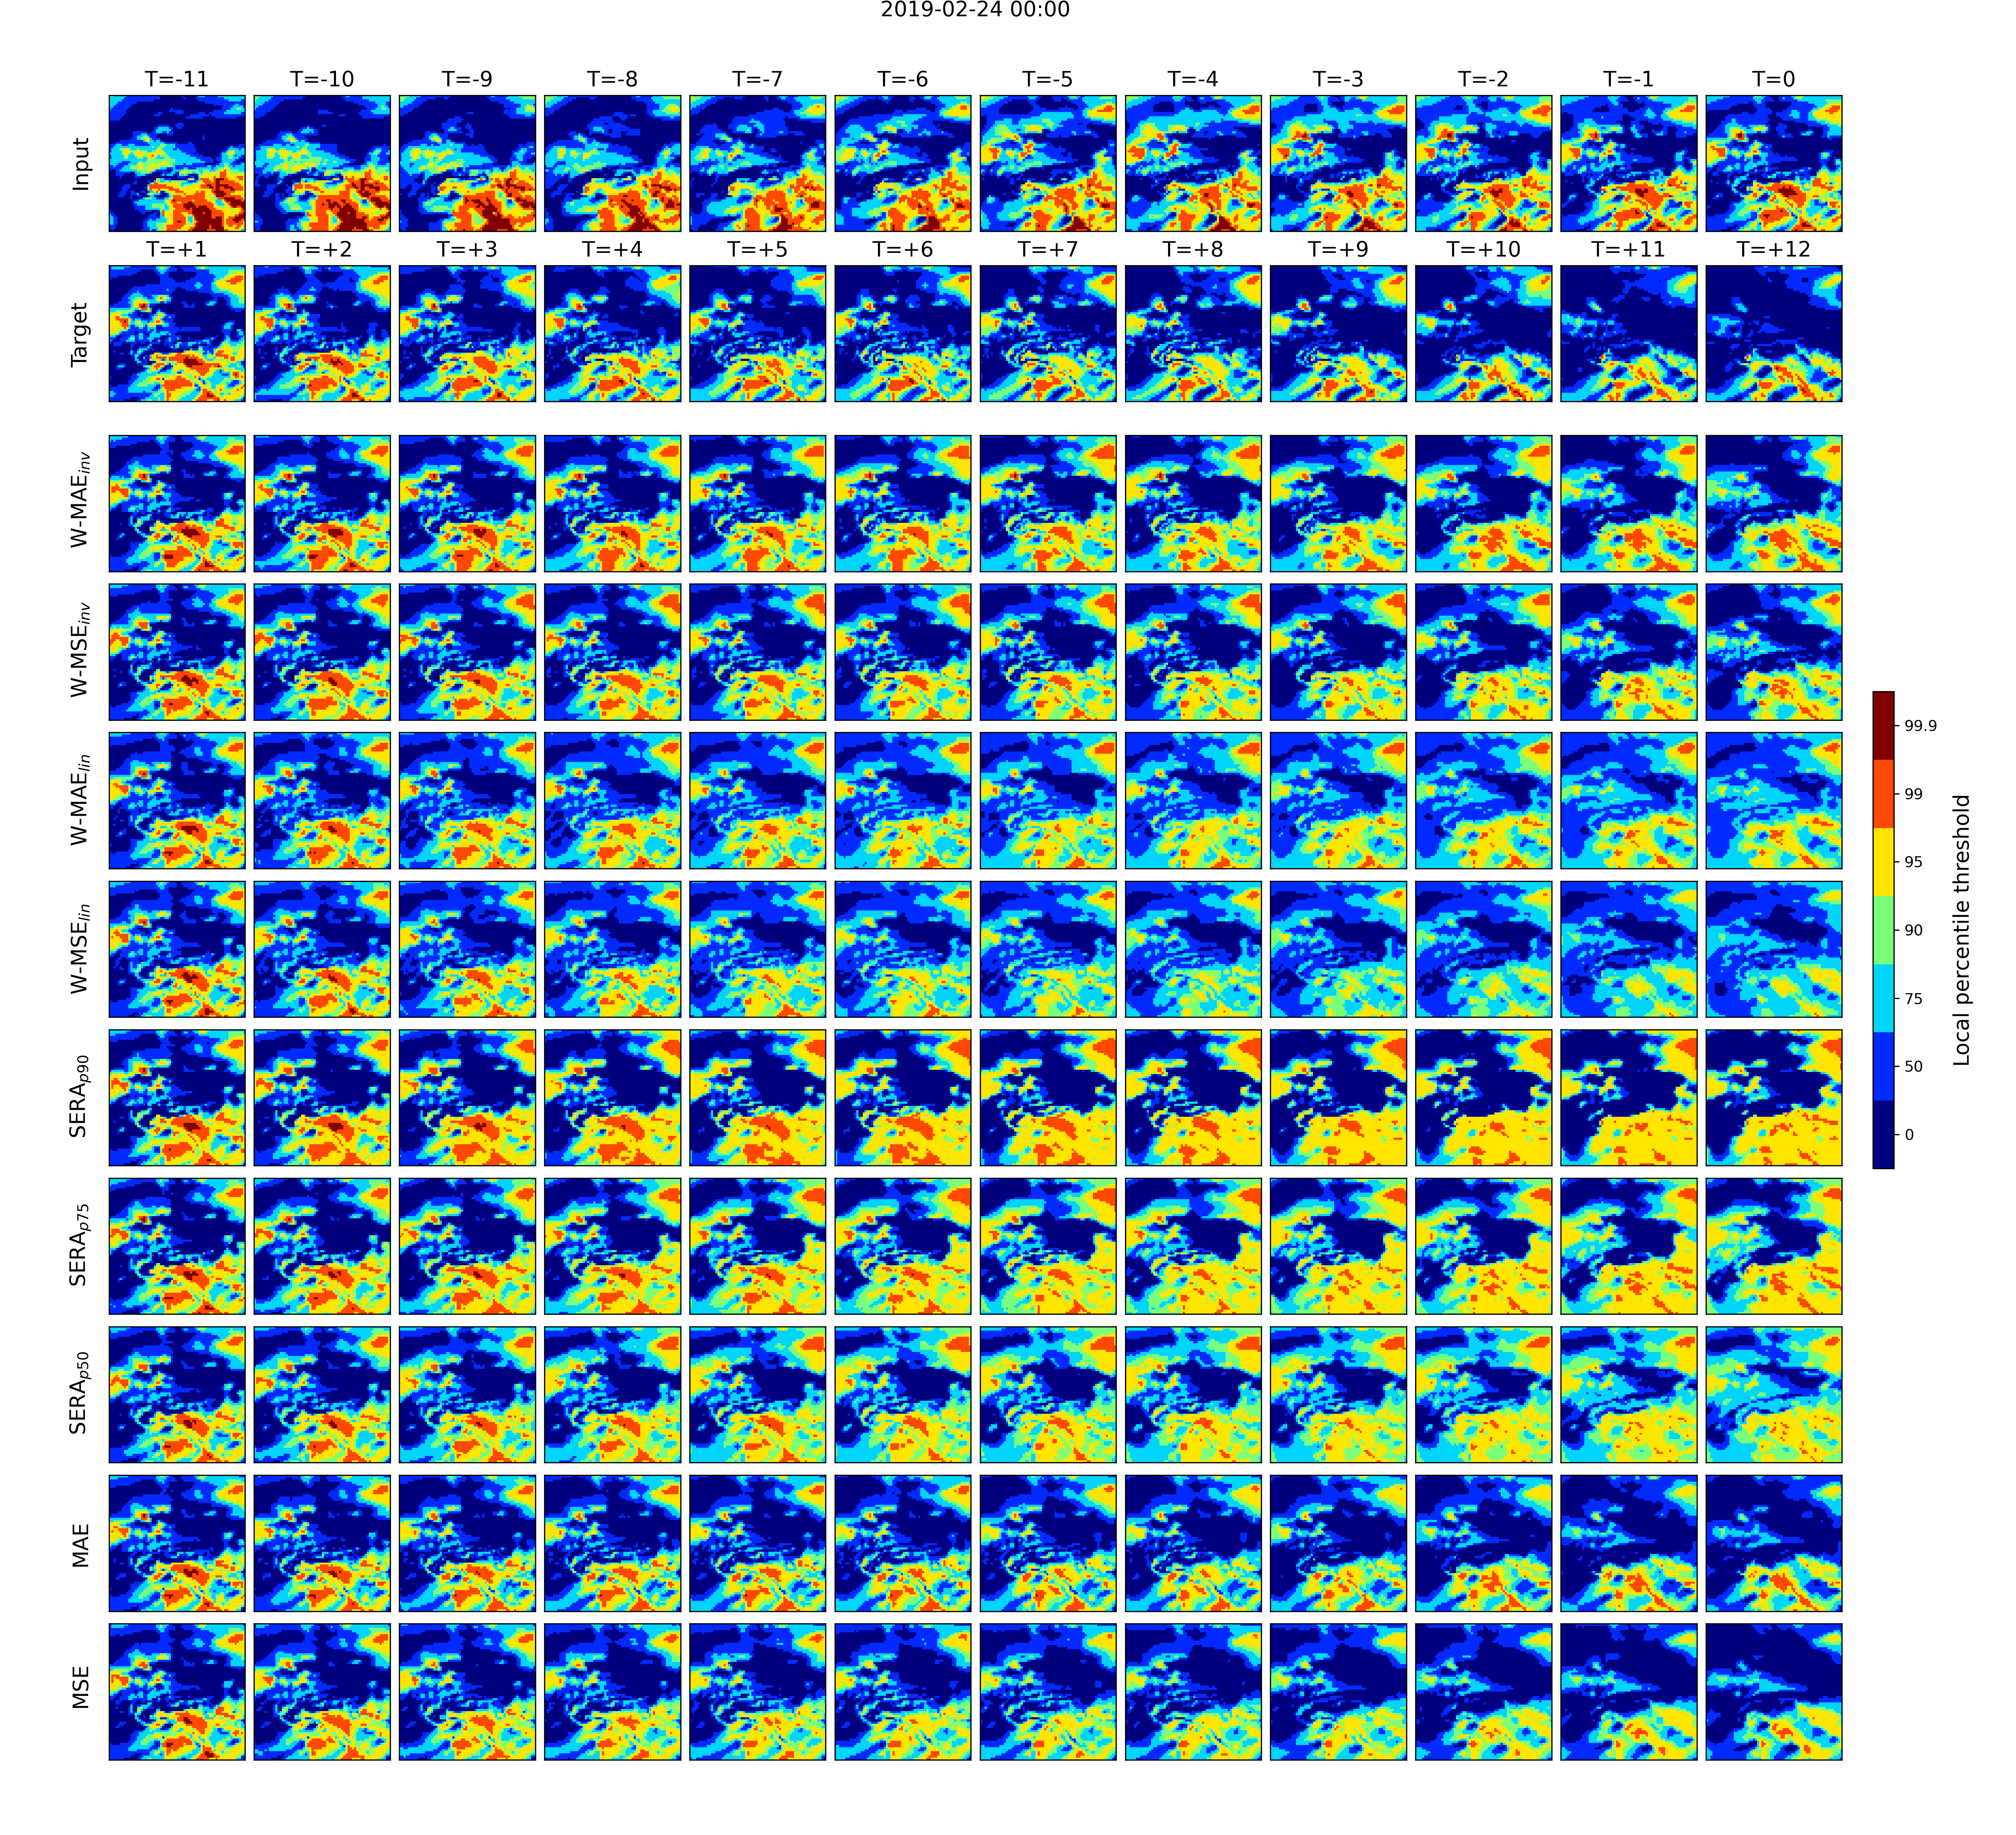 2019-02-24 00:00
T=-11 T=-10 T=-9 T=-8 T=-7 T=-6 T=-5 T=-4 T=-3 T=-2 T=-1 T=0
Input
T=+1 T=+2 T=+3 T=+4 T=+5 T=+6 T=+7 T=+8 T=+9 T=+10 T=+11 T=+12
Target
W-MAEinv
W-MSEinv
W-MAElin
W-MSElin
SERAp90
SERAp75
SERAp50
MAE
MSE
99.9
99
95
90
75
50
0
Local percentile threshold